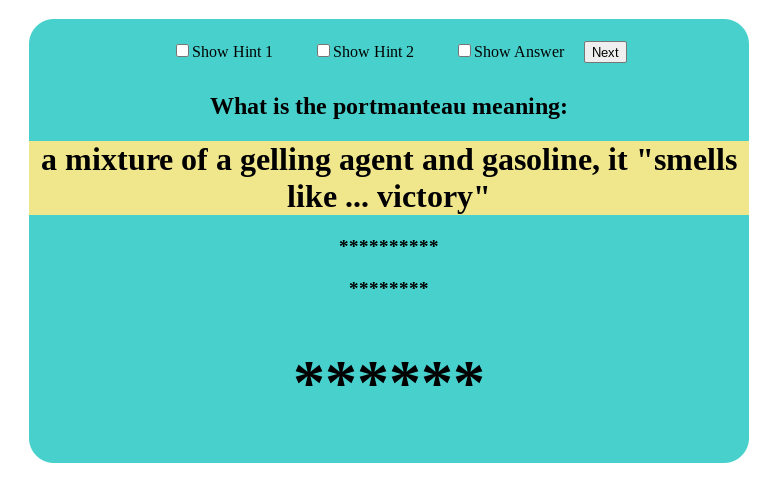 Show Hint 1 Show Hint 2 Show Answer Next
What is the portmanteau meaning:
a mixture of a gelling agent and gasoline, it "smells
like ... victory"
**********
********
******